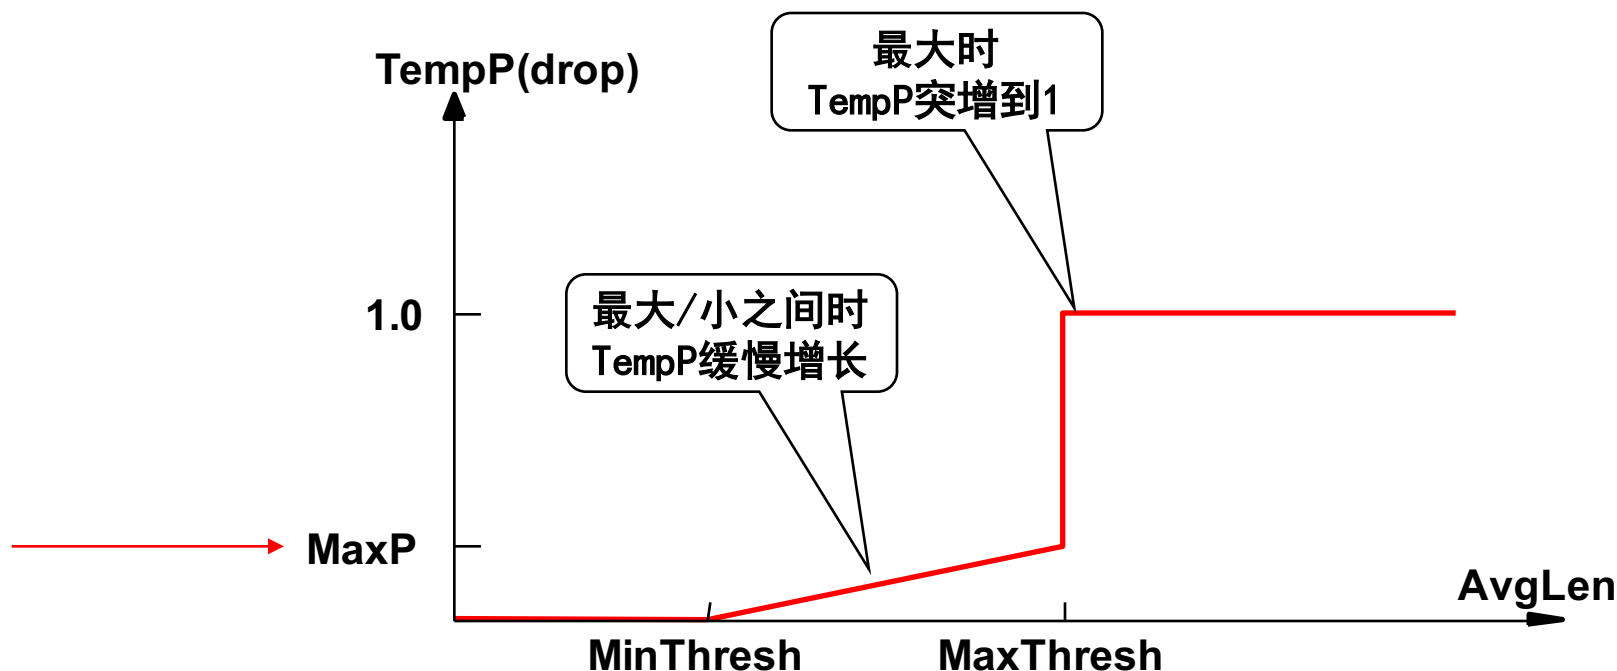 最大时
TempP突增到1
TempP(drop)
1.0
最大/小之间时
TempP缓慢增长
MaxP
AvgLen
MinThresh
MaxThresh